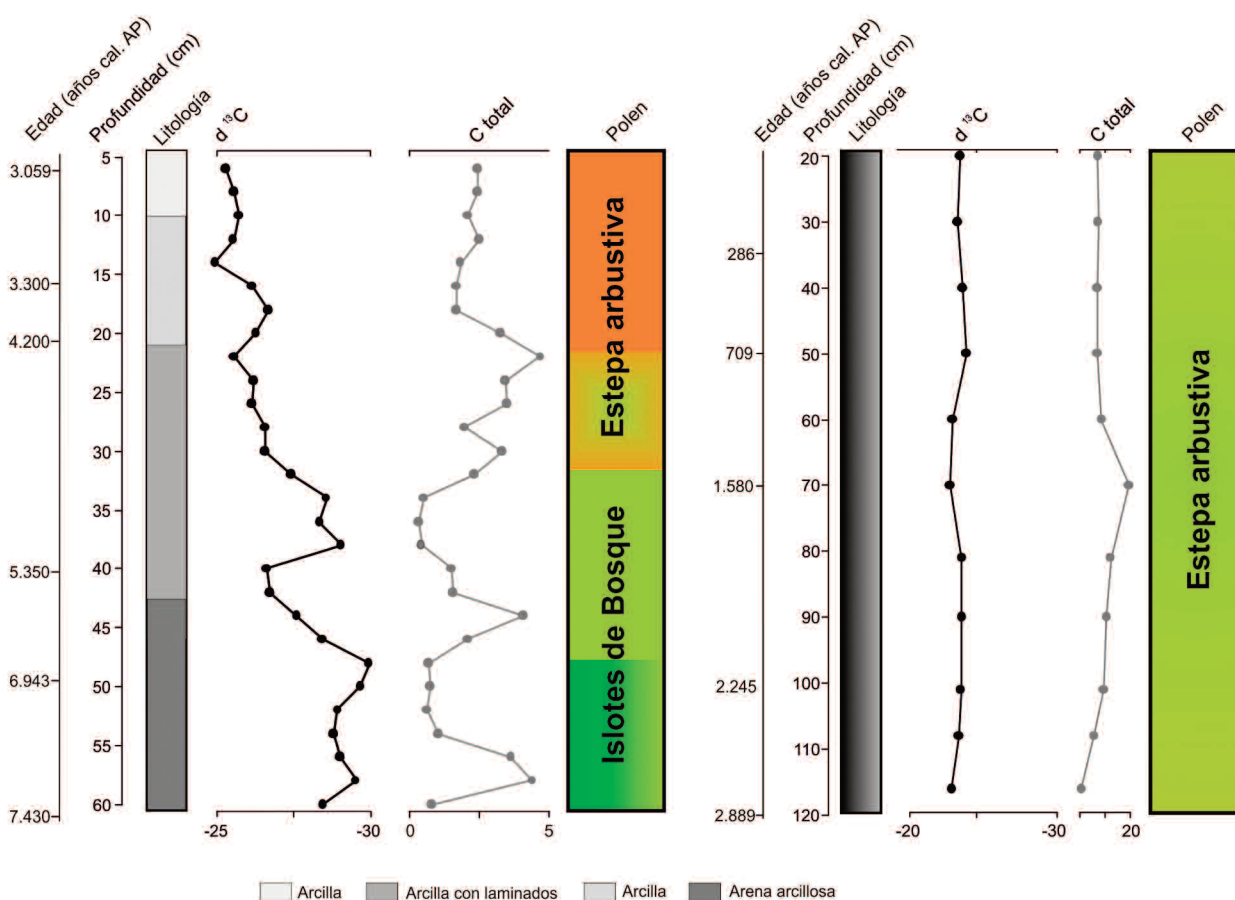 Edad (años cal. AP)
Profundidad (cm)
Litología
d ¹³C
C total
Polen
3.059
3.300
4.200
5.350
6.943
7.430
5
10
15
20
25
30
35
40
45
50
55
60
-25
-30
0
5
Estepa arbustiva
Islotes de Bosque
Edad (años cal. AP)
Profundidad (cm)
Litología
d ¹³C
C total
Polen
286
709
1.580
2.245
2.889
20
30
40
50
60
70
80
90
100
110
120
-20
-30
0
20
Estepa arbustiva
Arcilla
Arcilla con laminados
Arcilla
Arena arcillosa